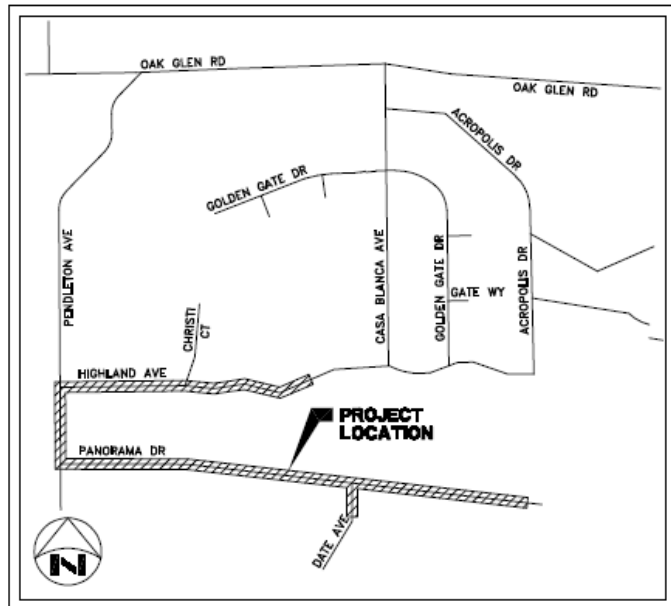 OAK GLEN RD
OAK GLEN RD
ACROPOLIS DR
GOLDEN GATE DR
PENDLETON AVE
CASA BLANCA AVE
GOLDEN GATE DR
ACROPOLIS DR
GATE WY
CHRISTI
CT
HIGHLAND AVE
PROJECT
LOCATION
PANORAMA DR
DATE AVE
N